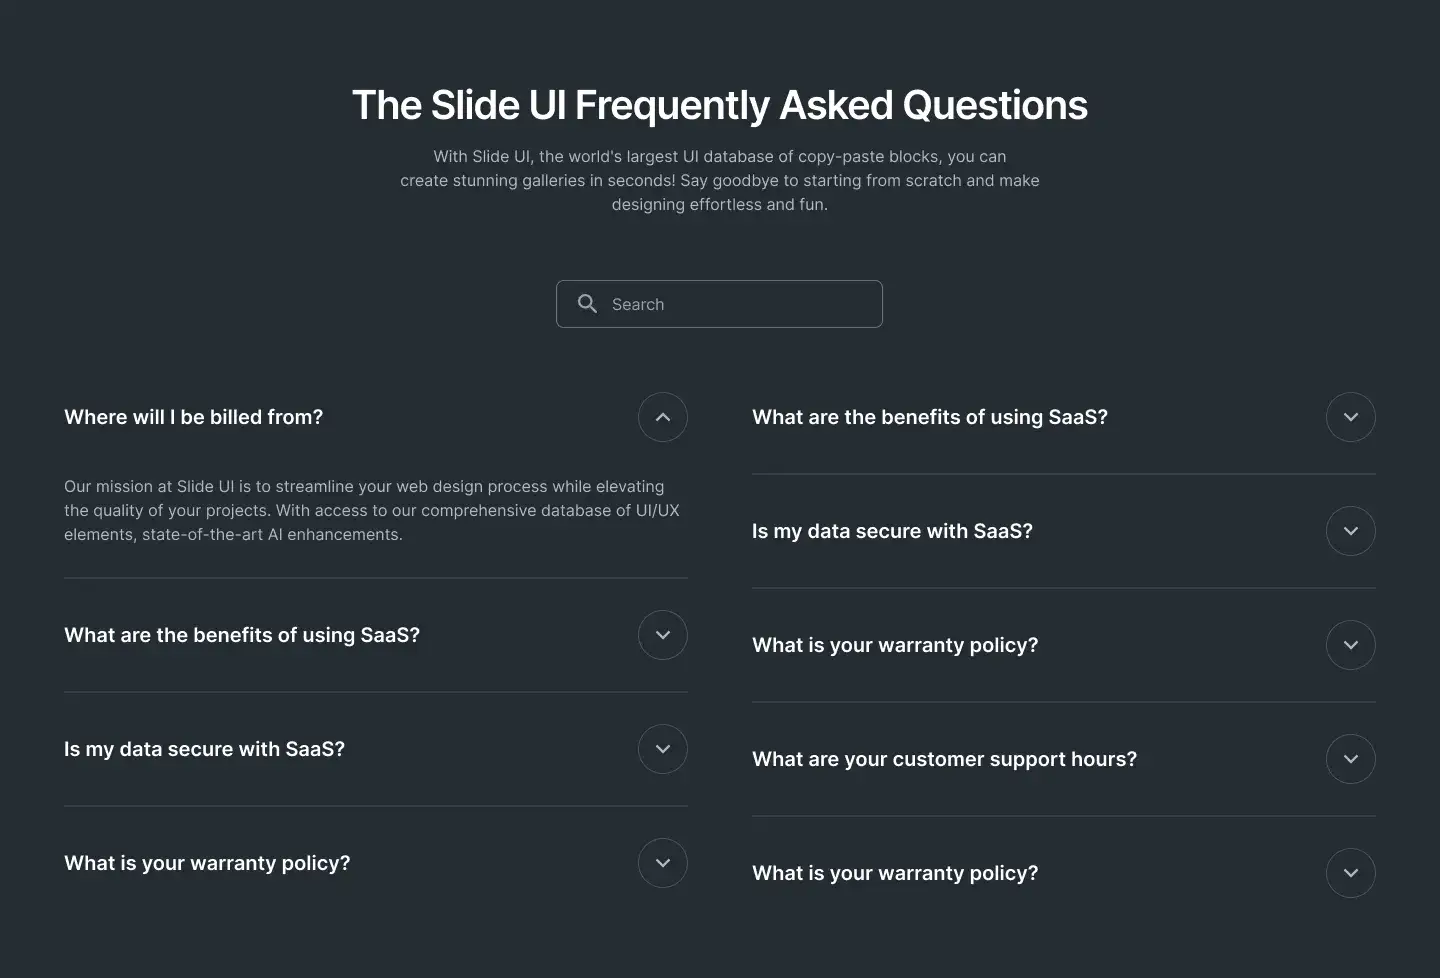 The Slide UI Frequently Asked Questions
With Slide UI, the world's largest UI database of copy-paste blocks, you can
create stunning galleries in seconds! Say goodbye to starting from scratch and make
designing effortless and fun.
Search
Where will I be billed from?
Our mission at Slide UI is to streamline your web design process while elevating
the quality of your projects. With access to our comprehensive database of UI/UX
elements, state-of-the-art AI enhancements.
What are the benefits of using SaaS?
Is my data secure with SaaS?
What is your warranty policy?
What are the benefits of using SaaS?
Is my data secure with SaaS?
What is your warranty policy?
What are your customer support hours?
What is your warranty policy?